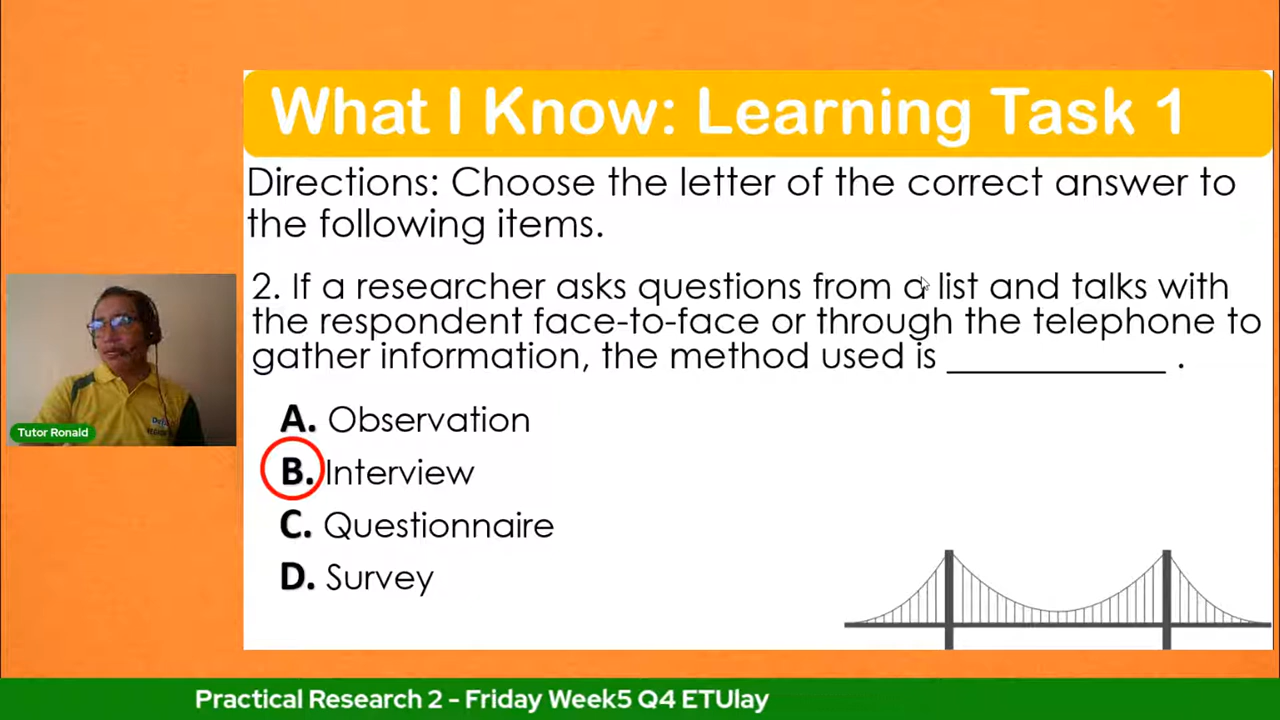 What I Know: Learning Task 1
Directions: Choose the letter of the correct answer to
the following items.
2. If a researcher asks questions from a list and talks with
the respondent face-to-face or through the telephone to
gather information, the method used is ____________ .
A. Observation
B. Interview
C. Questionnaire
D. Survey
Tutor Ronald
Practical Research 2 - Friday Week5 Q4 ETUlay